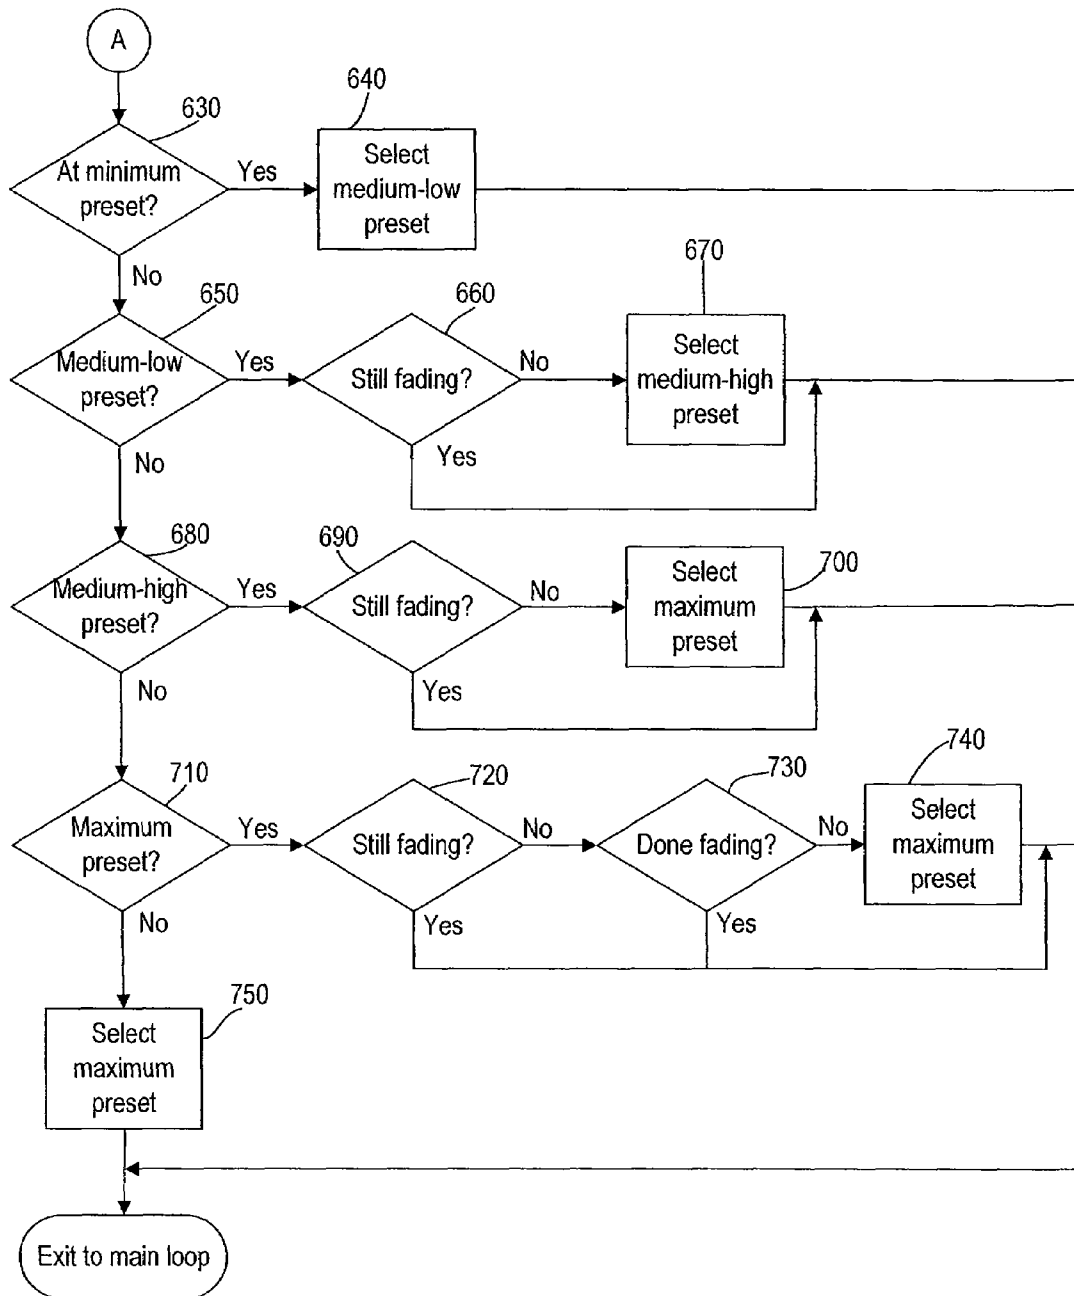 A
630
640
At minimum
preset?
Yes
Select
medium-low
preset
No
650
660
670
Medium-low
preset?
Yes
Still fading?
No
Select
medium-high
preset
Yes
No
680
690
700
Medium-high
preset?
Yes
Still fading?
No
Select
maximum
preset
Yes
No
710
720
730
740
Maximum
preset?
Yes
Still fading?
No
Done fading?
No
Select
maximum
preset
Yes
Yes
No
750
Select
maximum
preset
Exit to main loop